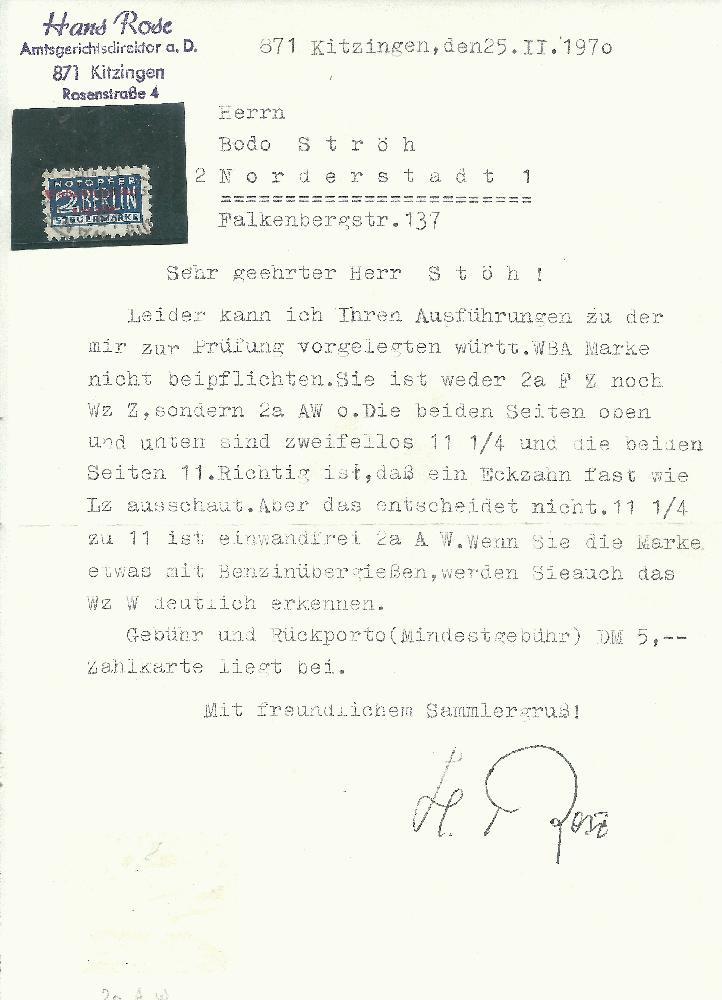 Hans Rose
Amtsgerichtsdirektor a. D.
871 Kitzingen
Rosenstraße 4
871 Kitzingen,den25.II.1970
Herrn
Bodo S t r ö h
2 N o r d e r s t a d t 1
========================
Falkenbergstr.137
NOTOPFER
2 BERLIN
STEUERMARKE
Sehr geehrter Herr S t ö h !
Leider kann ich Ihren Ausführungen zu der
mir zur Prüfung vorgelegten württ.WBA Marke
nicht beipflichten.Sie ist weder 2a F Z noch
Wz Z,sondern 2a AW o.Die beiden Seiten oben
und unten sind zweifellos 11 1/4 und die beiden
Seiten 11.Richtig ist,daß ein Eckzahn fast wie
Lz ausschaut.Aber das entscheidet nicht.11 1/4
zu 11 ist einwandfrei 2a A W.Wenn Sie die Marke
etwas mit Benzinübergießen,werden Sieauch das
Wz W deutlich erkennen.
Gebühr und Rückporto(Mindestgebühr) DM 5,--
Zahlkarte liegt bei.
Mit freundlichem Sammlergruß!
H. Rose
2a A W